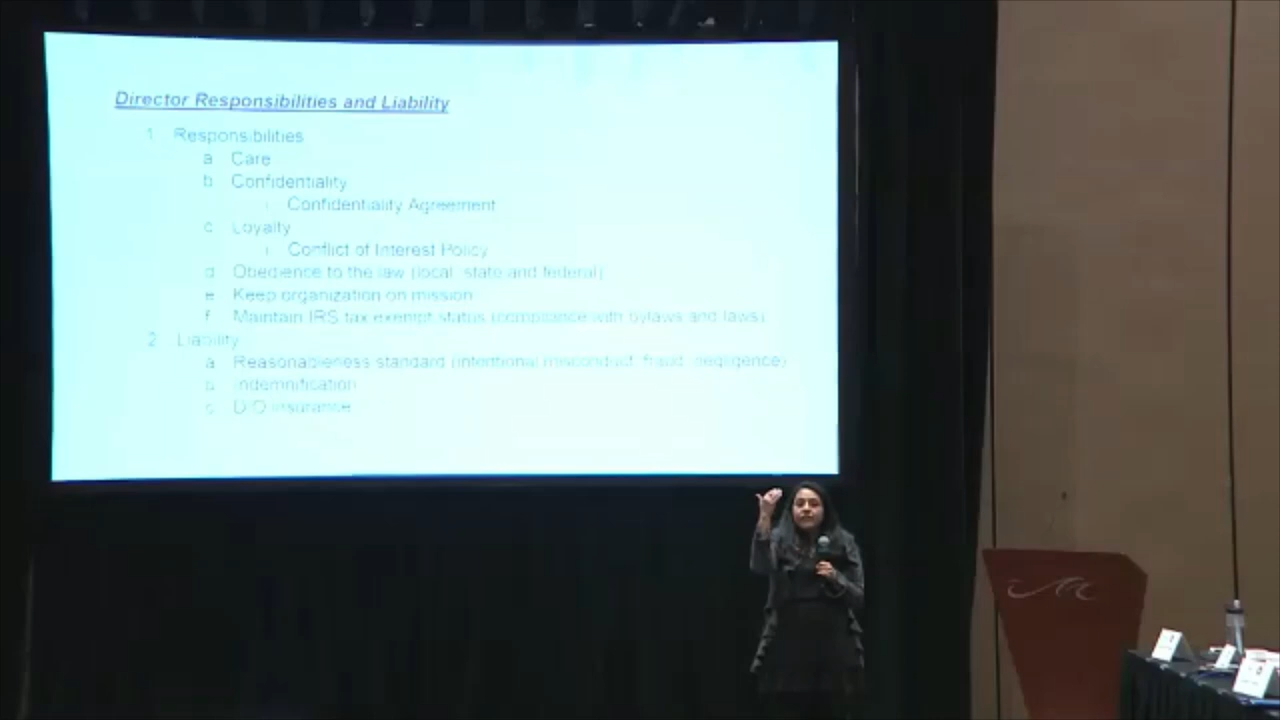 Director Responsibilities and Liability
1 Responsibilities
a Care
b Confidentiality
i Confidentiality Agreement
c Loyalty
i Conflict of Interest Policy
d Obedience to the law (local, state and federal)
e Keep organization on mission
f Maintain IRS tax exempt status (compliance with bylaws and laws)
2 Liability
a Reasonableness standard (intentional misconduct, fraud, negligence)
b Indemnification
c D/O insurance